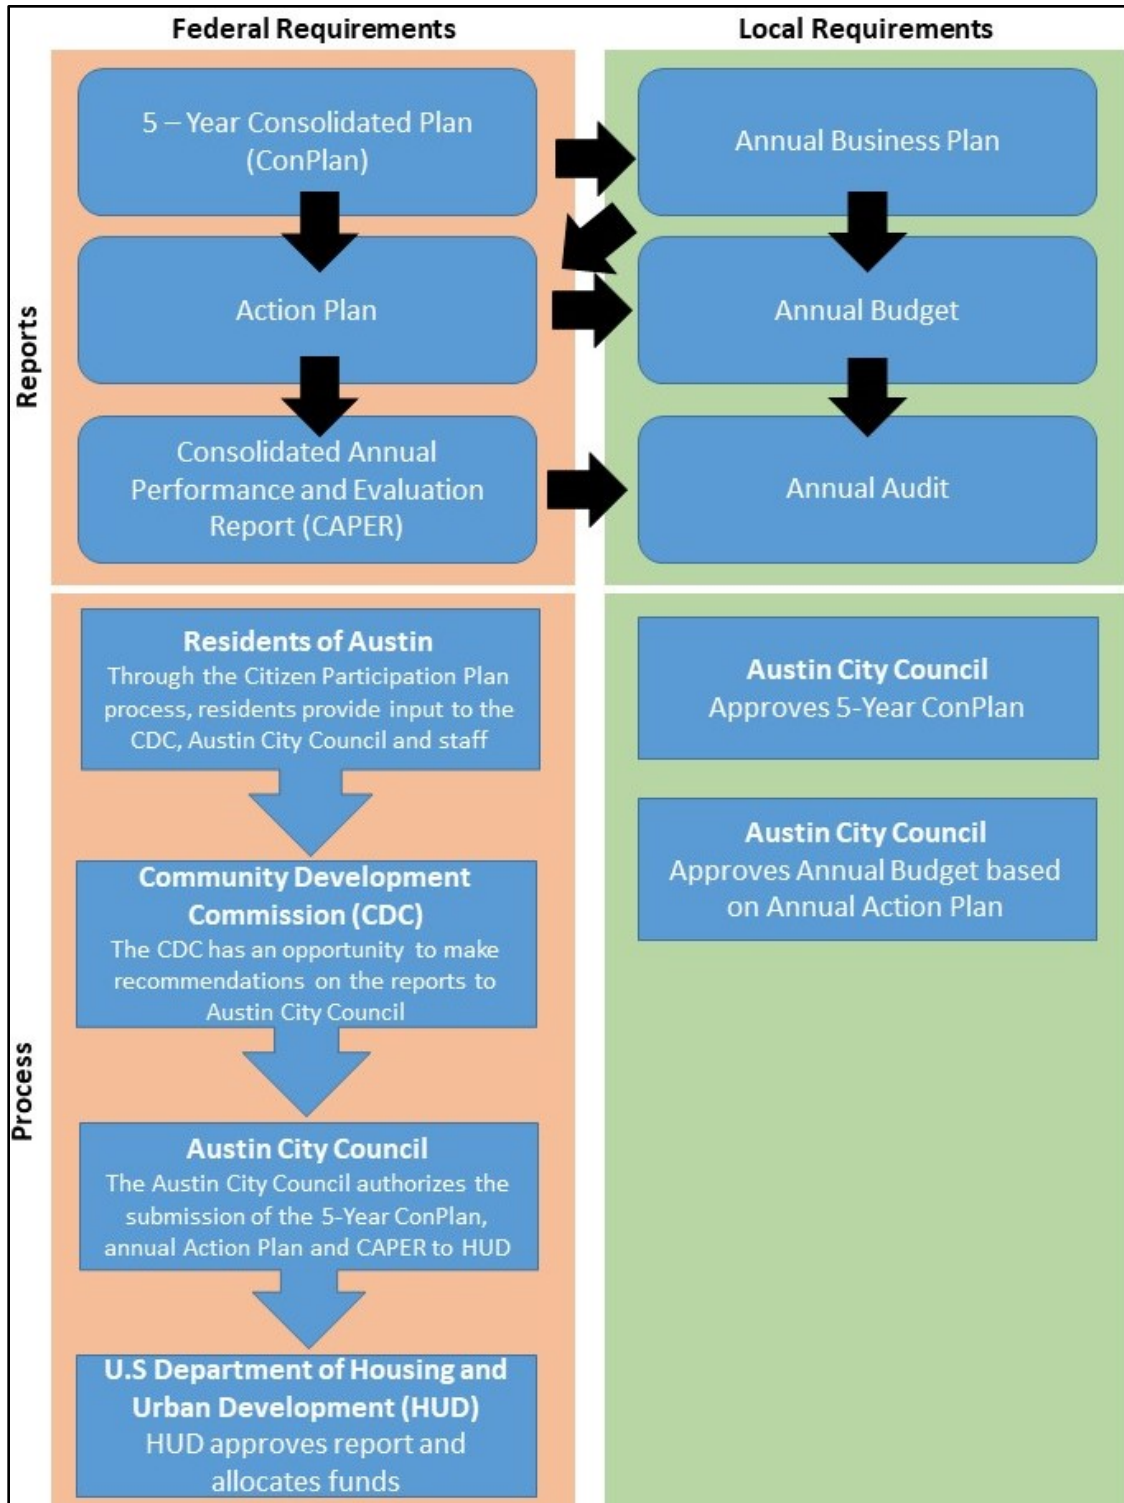 Federal Requirements
Local Requirements
Reports
5 – Year Consolidated Plan
(ConPlan)
Annual Business Plan
Action Plan
Annual Budget
Consolidated Annual
Performance and Evaluation
Report (CAPER)
Annual Audit
Process
Residents of Austin
Through the Citizen Participation Plan
process, residents provide input to the
CDC, Austin City Council and staff
Community Development
Commission (CDC)
The CDC has an opportunity to make
recommendations on the reports to
Austin City Council
Austin City Council
The Austin City Council authorizes the
submission of the 5-Year ConPlan,
annual Action Plan and CAPER to HUD
U.S Department of Housing and
Urban Development (HUD)
HUD approves report and
allocates funds
Austin City Council
Approves 5-Year ConPlan
Austin City Council
Approves Annual Budget based
on Annual Action Plan